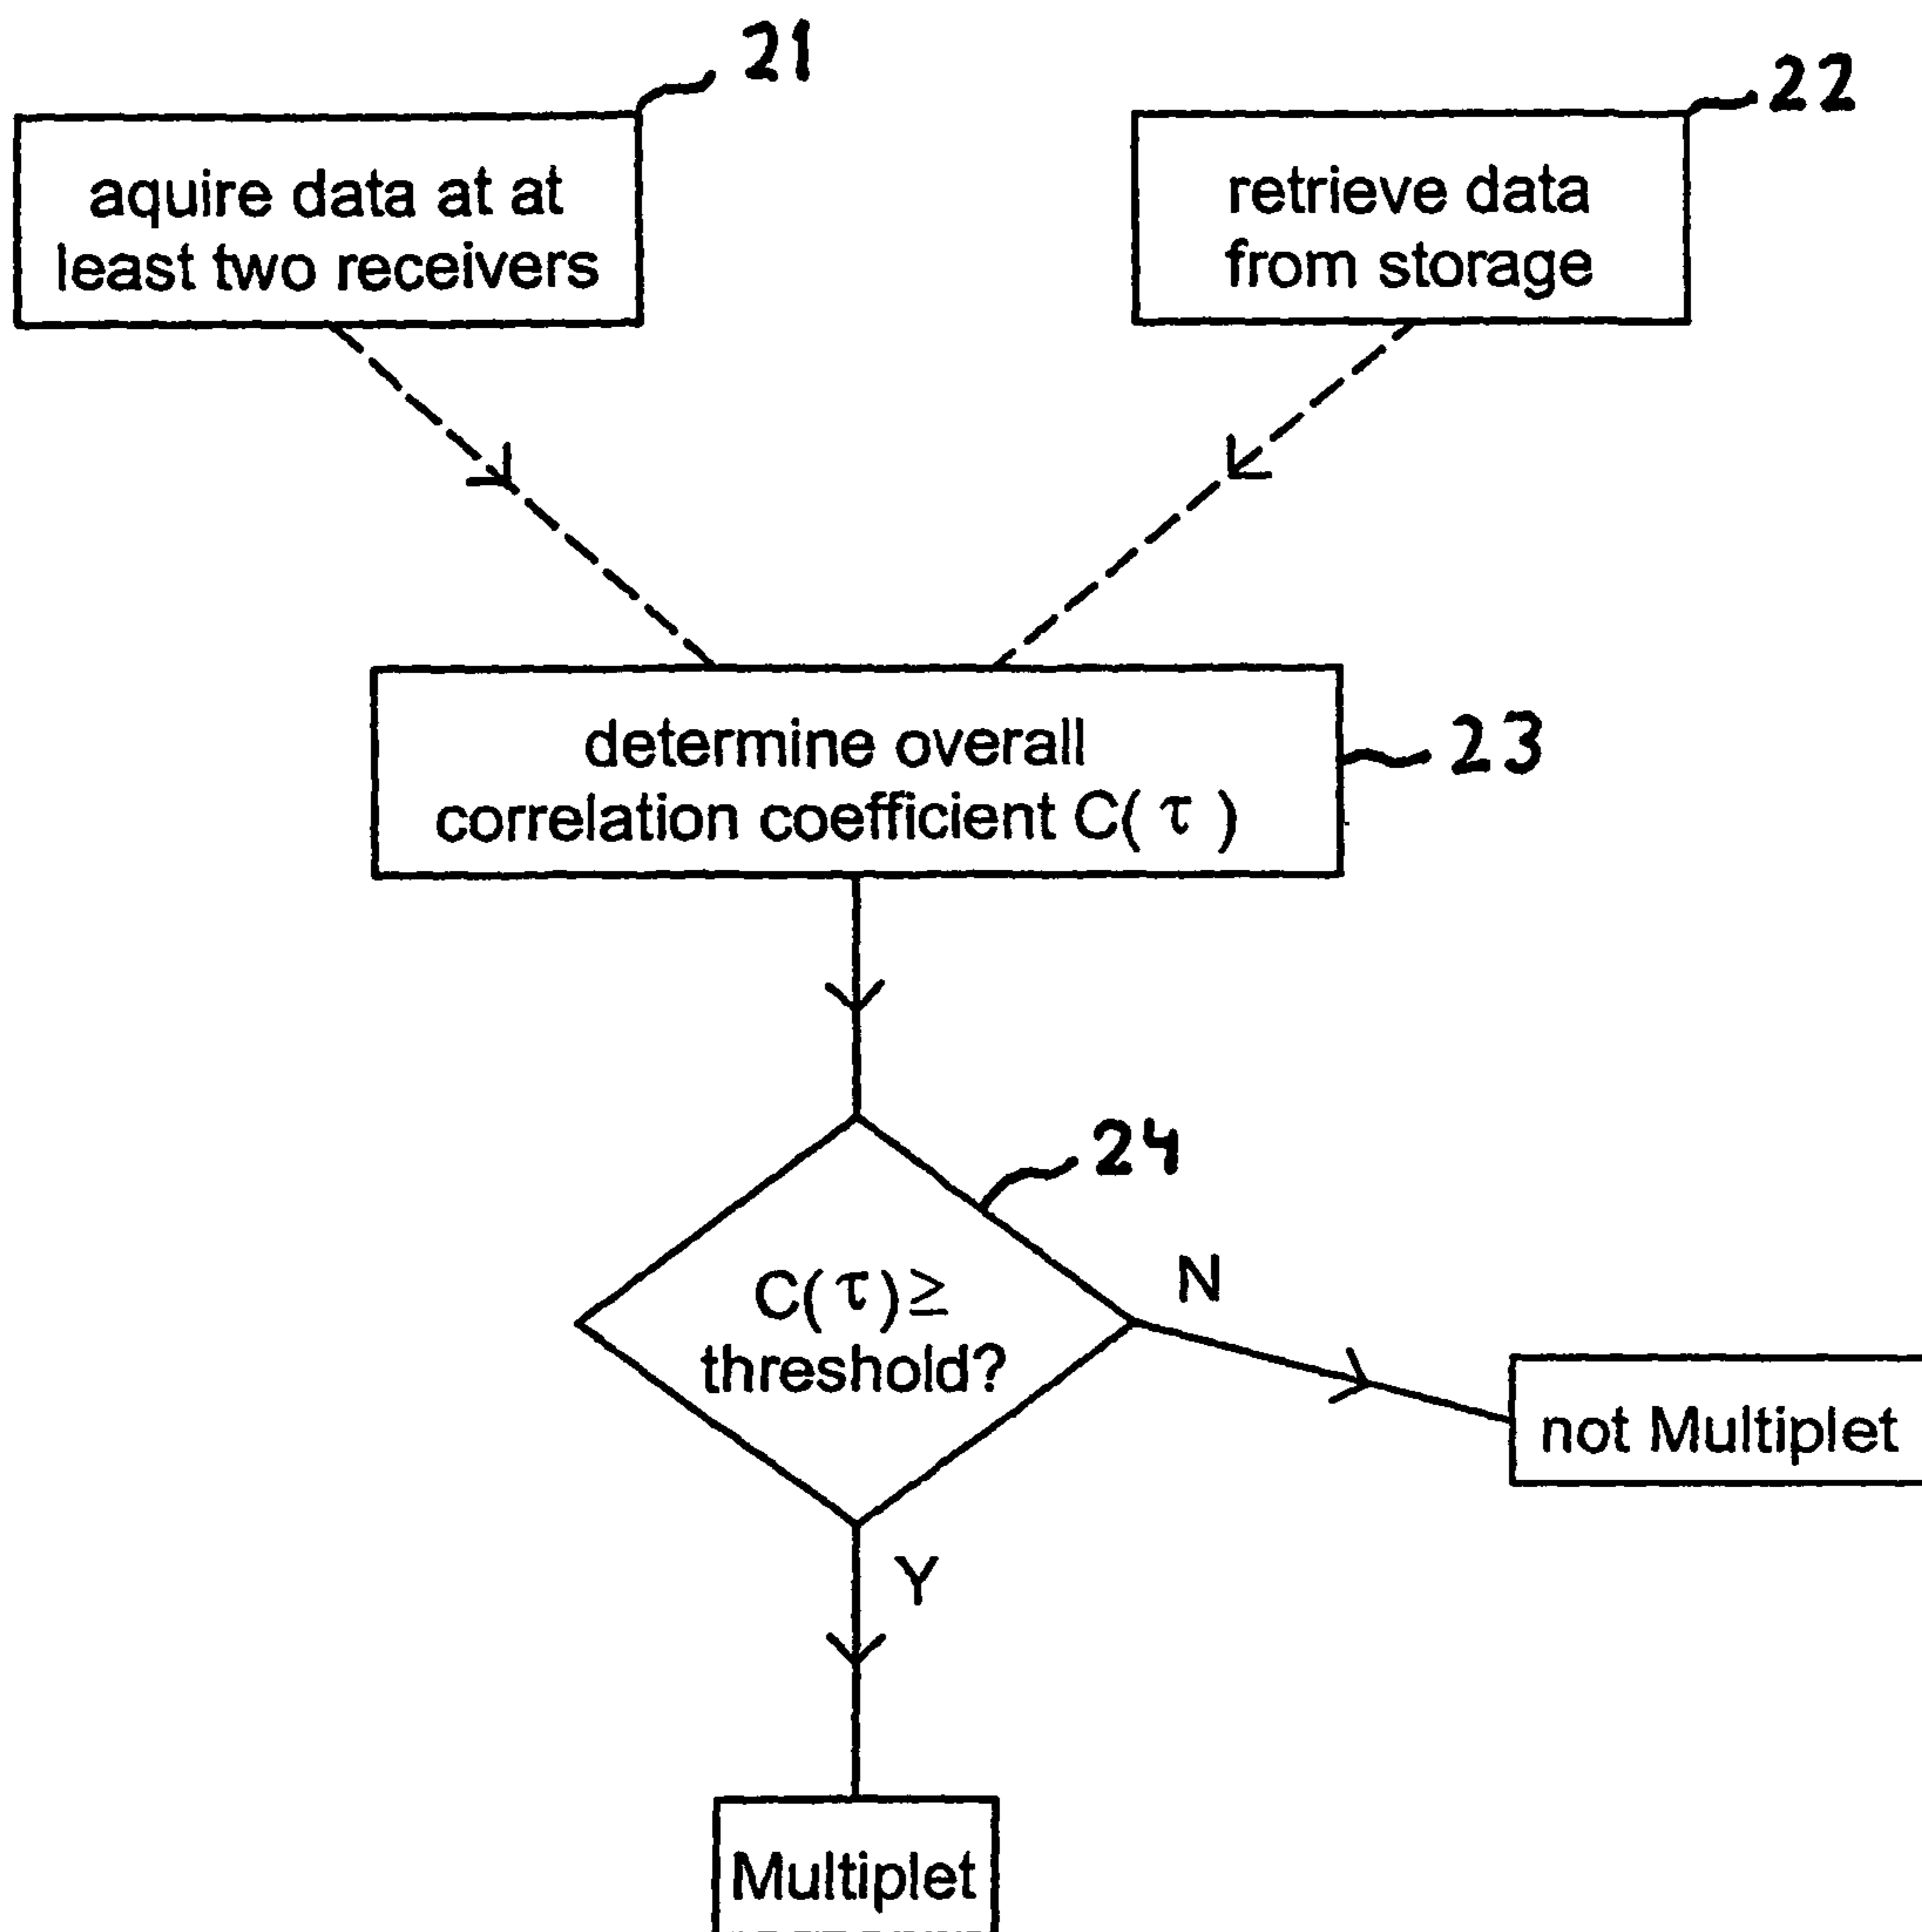 21
22
aquire data at at
least two receivers
retrieve data
from storage
determine overall
correlation coefficient C( τ )
23
24
C( τ )≥
threshold?
N
not Multiplet
Y
Multiplet